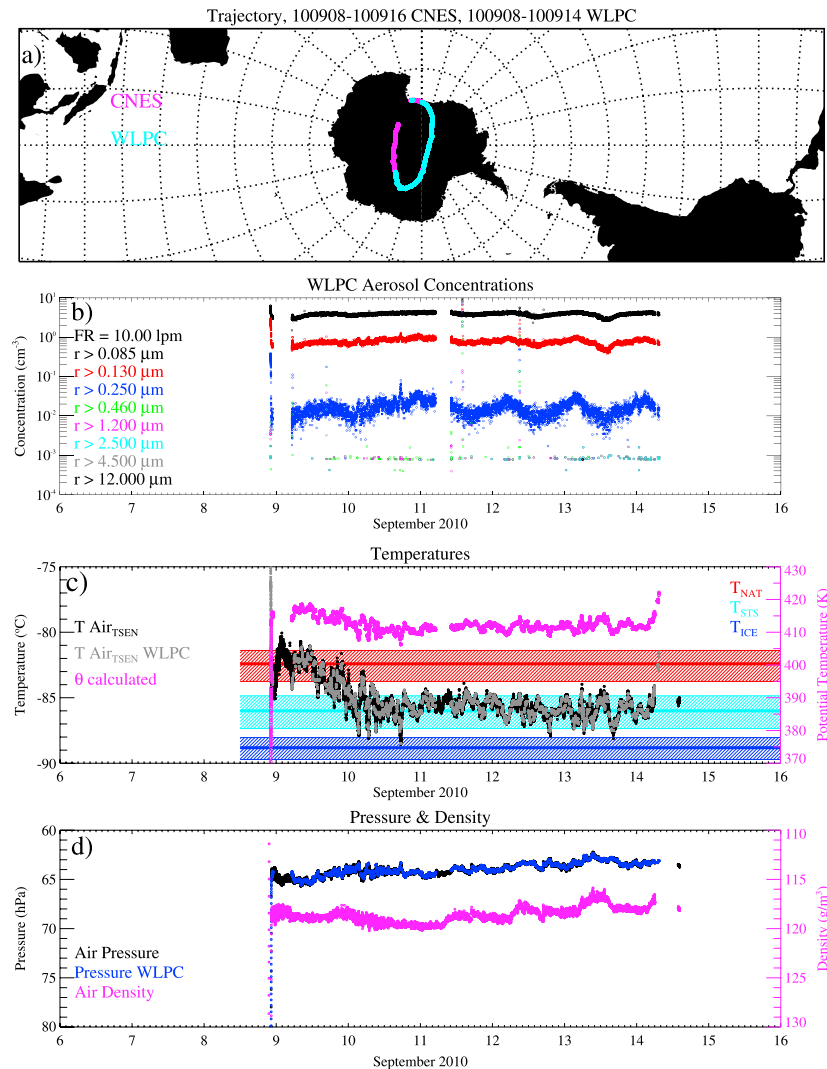 Trajectory, 100908-100916 CNES, 100908-100914 WLPC
a)
CNES
WLPC
WLPC Aerosol Concentrations
b)
FR = 10.00 lpm
r > 0.085 µm
r > 0.130 µm
r > 0.250 µm
r > 0.460 µm
r > 1.200 µm
r > 2.500 µm
r > 4.500 µm
r > 12.000 µm
Concentration (cm⁻³)
10¹
10⁰
10⁻¹
10⁻²
10⁻³
10⁻⁴
6 7 8 9 10 11 12 13 14 15 16
September 2010
Temperatures
c)
T Air_TSEN
T Air_TSEN WLPC
θ calculated
T_NAT
T_STS
T_ICE
Temperature (°C)
-75
-80
-85
-90
Potential Temperature (K)
430
420
410
400
390
380
370
6 7 8 9 10 11 12 13 14 15 16
September 2010
Pressure & Density
d)
Air Pressure
Pressure WLPC
Air Density
Pressure (hPa)
60
65
70
75
80
Density (g/m³)
110
115
120
125
130
6 7 8 9 10 11 12 13 14 15 16
September 2010